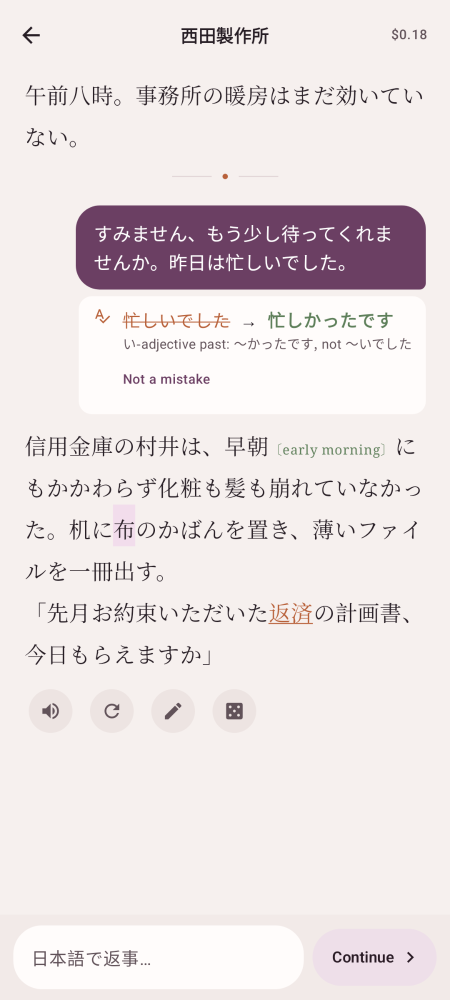 西田製作所
$0.18
午前八時。事務所の暖房はまだ効いてい
ない。
すみません、もう少し待ってくれま
せんか。昨日は忙しいでした。
忙しいでした → 忙しかったです
い-adjective past: 〜かったです, not 〜いでした
Not a mistake
信用金庫の村井は、早朝〔early morning〕に
もかかわらず化粧も髪も崩れていなかっ
た。机に布のかばんを置き、薄いファイ
ルを一冊出す。
「先月お約束いただいた返済の計画書、
今日もらえますか」
日本語で返事…
Continue